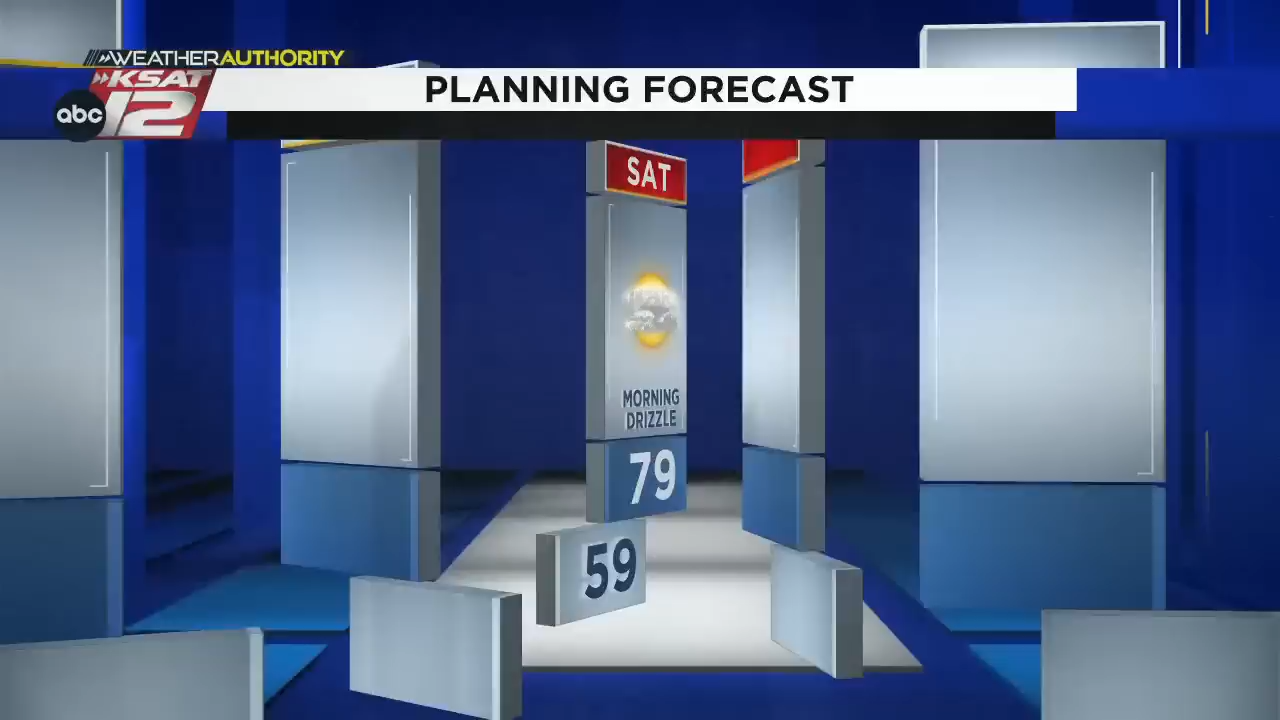 WEATHERAUTHORITY
KSAT
abc 12
PLANNING FORECAST
SAT
MORNING
DRIZZLE
79
59